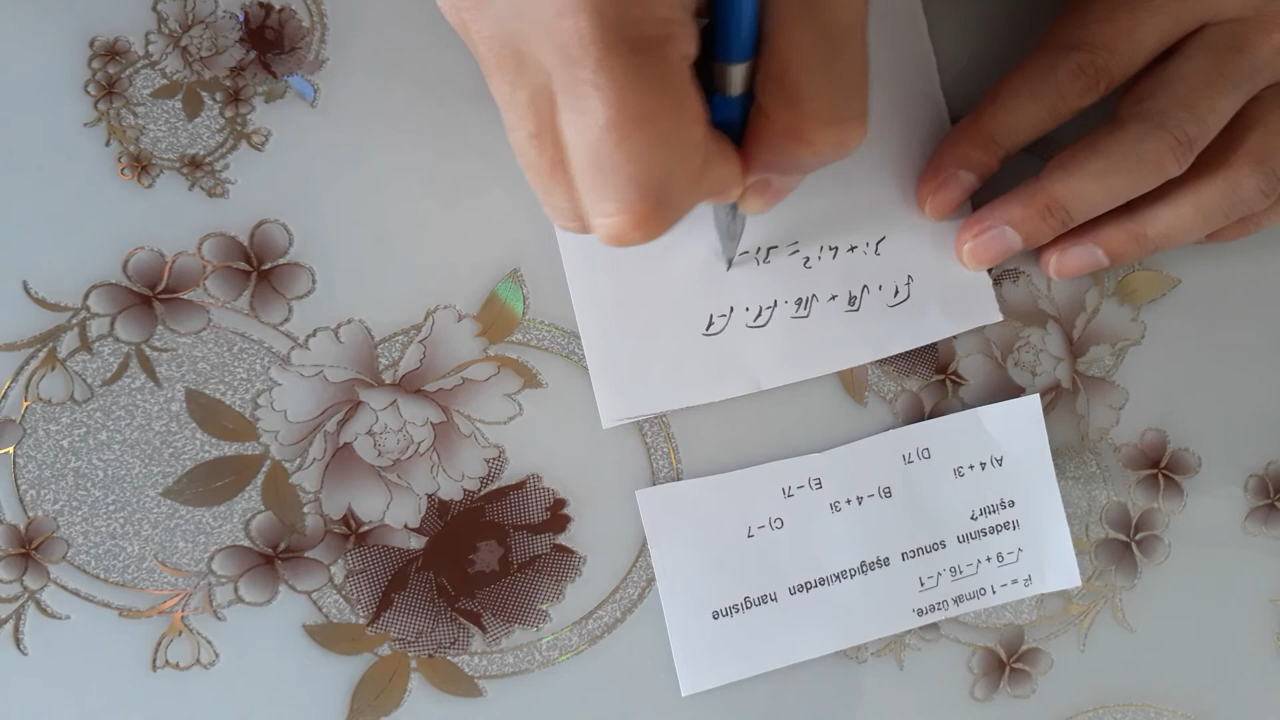 i² = −1 olmak üzere,
√−9 + √−16 . √−1
ifadesinin sonucu aşağıdakilerden hangisine
eşittir?
A) 4 + 3i
B) −4 + 3i
C) −7
D) 7i
E) −7i
√-1 . √9 + √16 . √-1 . √-1
3i + 4i² = 3i −